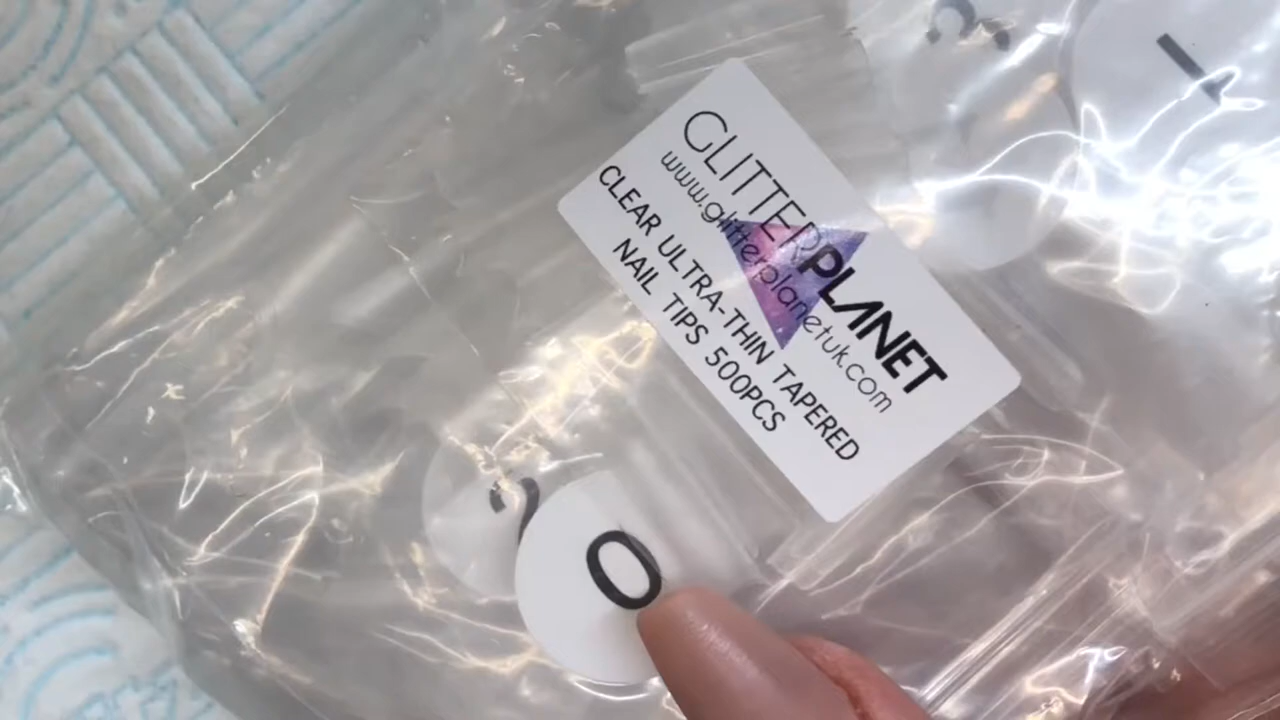 GLITTERPLANET
www.glitterplanetuk.com
CLEAR ULTRA-THIN TAPERED
NAIL TIPS 500PCS
0